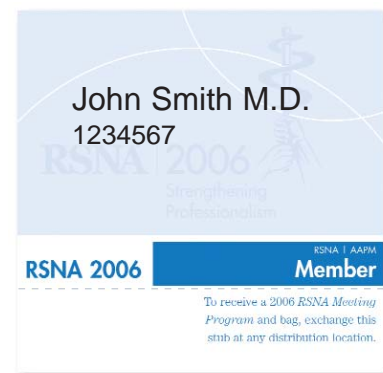 John Smith M.D.
1234567
RSNA 2006
Strengthening
Professionalism
RSNA | AAPM
RSNA 2006 Member
To receive a 2006 RSNA Meeting
Program and bag, exchange this
stub at any distribution location.